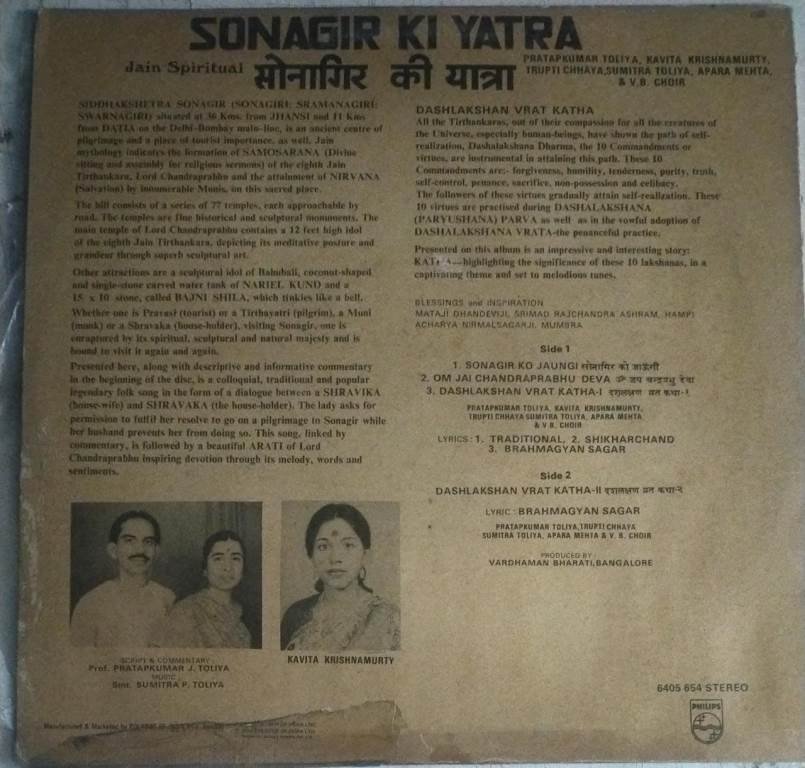 SONAGIR KI YATRA
Jain Spiritual सोनागिर की यात्रा
PRATAPKUMAR TOLIYA, KAVITA KRISHNAMURTY,
TRUPTI CHHAYA, SUMITRA TOLIYA, APARA MEHTA,
& V.B. CHOIR
SIDDHAKSHETRA SONAGIR (SONAGIRI: SRAMANAGIRI:
SWARNAGIRI) situated at 36 Kms. from JHANSI and 11 Kms
from DATIA on the Delhi-Bombay main-line, is an ancient centre of
pilgrimage and a place of tourist importance, as well. Jain
mythology indicates the formation of SAMOSARANA (Divine
sitting and assembly for religious sermons) of the eighth Jain
Tirthankara, Lord Chandraprabhu and the attainment of NIRVANA
(Salvation) by innumerable Munis, on this sacred place.
The hill consists of a series of 77 temples, each approachable by
road. The temples are fine historical and sculptural monuments. The
main temple of Lord Chandraprabhu contains a 12 feet high idol
of the eighth Jain Tirthankara, depicting its meditative posture and
grandeur through superb sculptural art.
Other attractions are a sculptural idol of Bahubali, coconut-shaped
and single-stone carved water tank of NARIEL KUND and a
15 x 10 stone, called BAJNI SHILA, which tinkles like a bell.
Whether one is Pravasi (tourist) or a Tirthayatri (pilgrim), a Muni
(monk) or a Shravaka (house-holder), visiting Sonagir, one is
enraptured by its spiritual, sculptural and natural majesty and is
bound to visit it again and again.
Presented here, along with descriptive and informative commentary
in the beginning of the disc, is a colloquial, traditional and popular
legendary folk song in the form of a dialogue between a SHRAVIKA
(house-wife) and SHRAVAKA (the house-holder). The lady asks for
permission to fulfil her resolve to go on a pilgrimage to Sonagir while
her husband prevents her from doing so. This song, linked by
commentary, is followed by a beautiful ARATI of Lord
Chandraprabhu inspiring devotion through its melody, words and
sentiments.
DASHLAKSHAN VRAT KATHA
All the Tirthankaras, out of their compassion for all the creatures of
the Universe, especially human-beings, have shown the path of self-
realization, Dashalakshana Dharma, the 10 Commandments or
virtues, are instrumental in attaining this path. These 10
Commandments are:- forgiveness, humility, tenderness, purity, truth,
self-control, penance, sacrifice, non-possession and celibacy.
The followers of these virtues gradually attain self-realization. These
10 virtues are practised during DASHALAKSHANA
(PARYUSHANA) PARVA as well as in the vowful adoption of
DASHALAKSHANA VRATA-the penanceful practice.
Presented on this album is an impressive and interesting story:
KATHA—highlighting the significance of these 10 lakshanas, in a
captivating theme and set to melodious tunes.
BLESSINGS and INSPIRATION
MATAJI DHANDEVIJI, SRIMAD RAJCHANDRA ASHRAM, HAMPI
ACHARYA NIRMALSAGARJI, MUMBRA
Side 1
1. SONAGIR KO JAUNGI सोनागिर को जाऊँगी
2. OM JAI CHANDRAPRABHU DEVA ॐ जय चन्द्रप्रभु देवा
3. DASHLAKSHAN VRAT KATHA-I दशलक्षण व्रत कथा-१
PRATAPKUMAR TOLIYA, KAVITA KRISHNAMURTY,
TRUPTI CHHAYA SUMITRA TOLIYA, APARA MEHTA
& V.B. CHOIR
LYRICS: 1. TRADITIONAL, 2. SHIKHARCHAND
3. BRAHMAGYAN SAGAR
Side 2
DASHLAKSHAN VRAT KATHA-II दशलक्षण व्रत कथा-२
LYRIC: BRAHMAGYAN SAGAR
PRATAPKUMAR TOLIYA, TRUPTI CHHAYA
SUMITRA TOLIYA, APARA MEHTA & V. B. CHOIR
PRODUCED BY:
VARDHAMAN BHARATI, BANGALORE
SCRIPT & COMMENTARY:
Prof. PRATAPKUMAR J. TOLIYA
MUSIC:
Smt. SUMITRA P. TOLIYA
KAVITA KRISHNAMURTY
6405 654 STEREO
PHILIPS
Manufactured & Marketed by